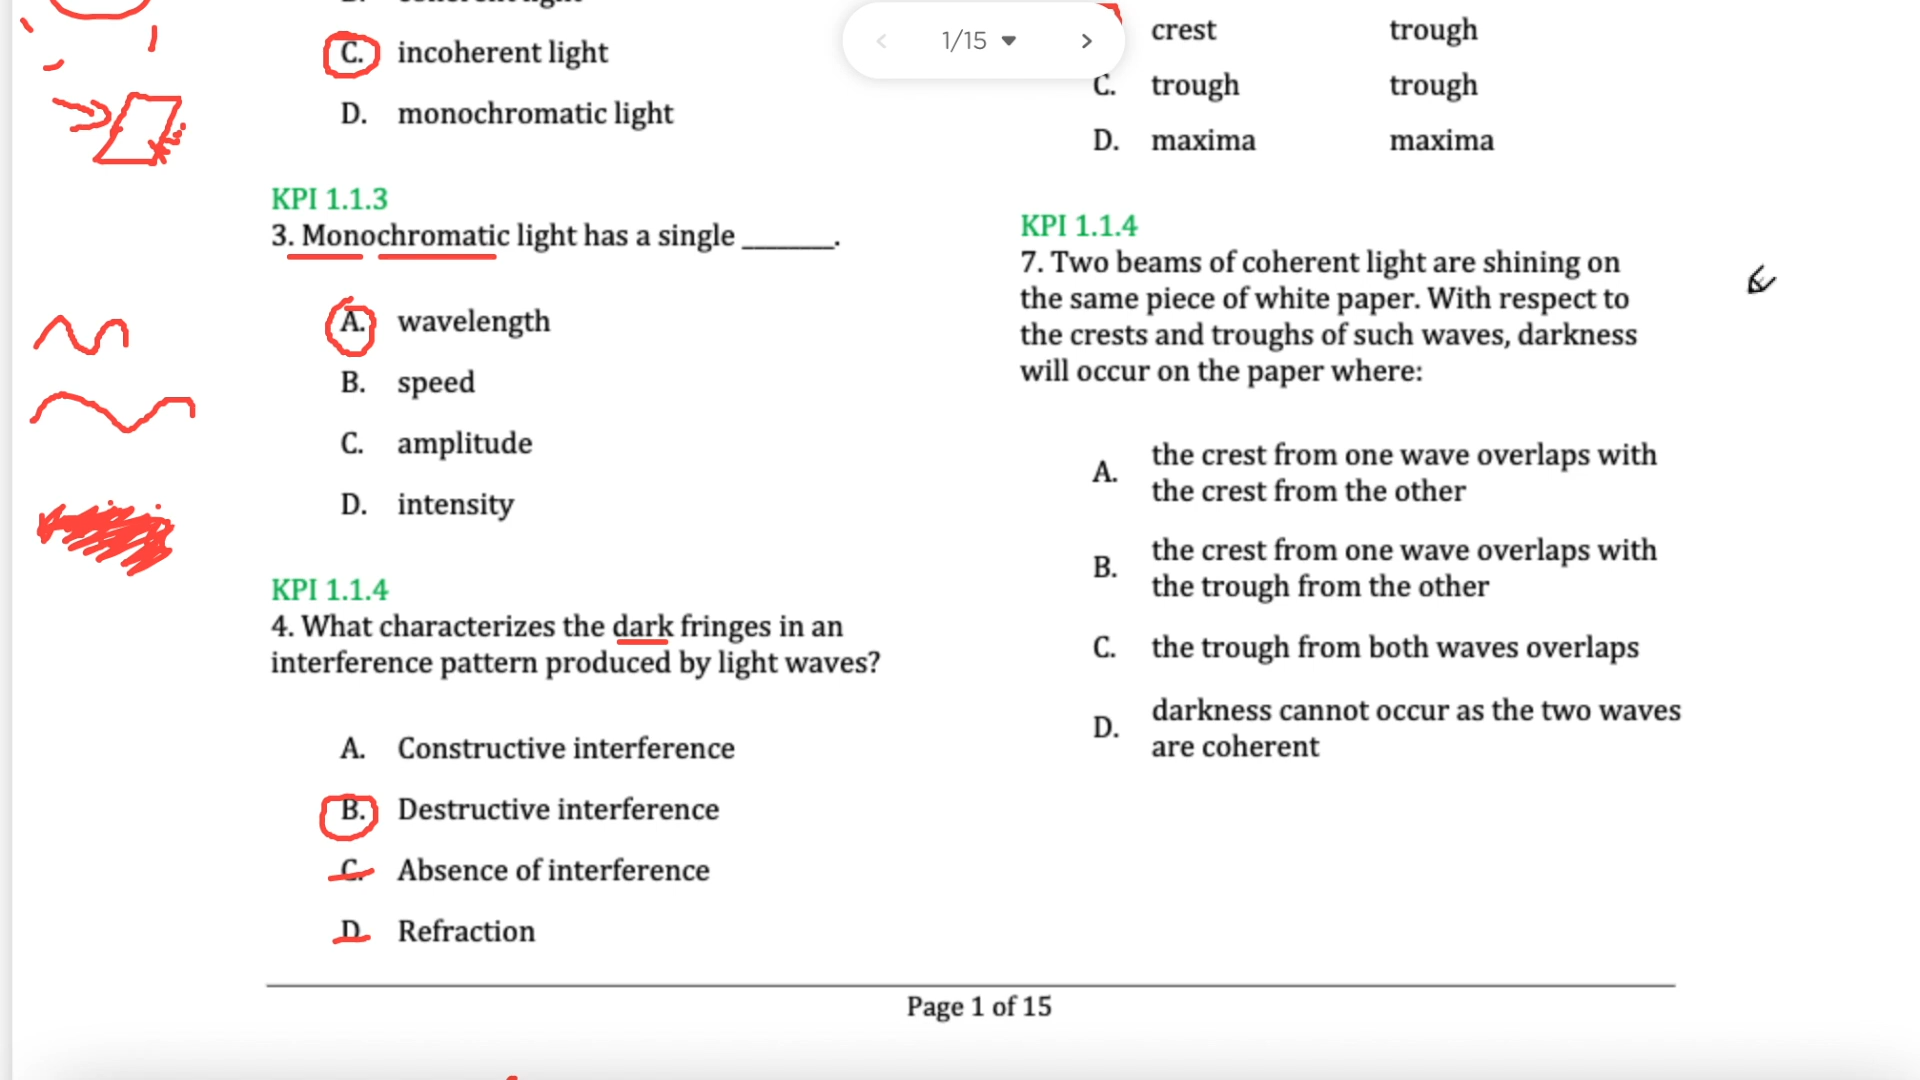 C. incoherent light
D. monochromatic light
KPI 1.1.3
3. Monochromatic light has a single ________.
A. wavelength
B. speed
C. amplitude
D. intensity
KPI 1.1.4
4. What characterizes the dark fringes in an
interference pattern produced by light waves?
A. Constructive interference
B. Destructive interference
C. Absence of interference
D. Refraction
1/15
crest trough
C. trough trough
D. maxima maxima
KPI 1.1.4
7. Two beams of coherent light are shining on
the same piece of white paper. With respect to
the crests and troughs of such waves, darkness
will occur on the paper where:
A. the crest from one wave overlaps with
the crest from the other
B. the crest from one wave overlaps with
the trough from the other
C. the trough from both waves overlaps
D. darkness cannot occur as the two waves
are coherent
Page 1 of 15